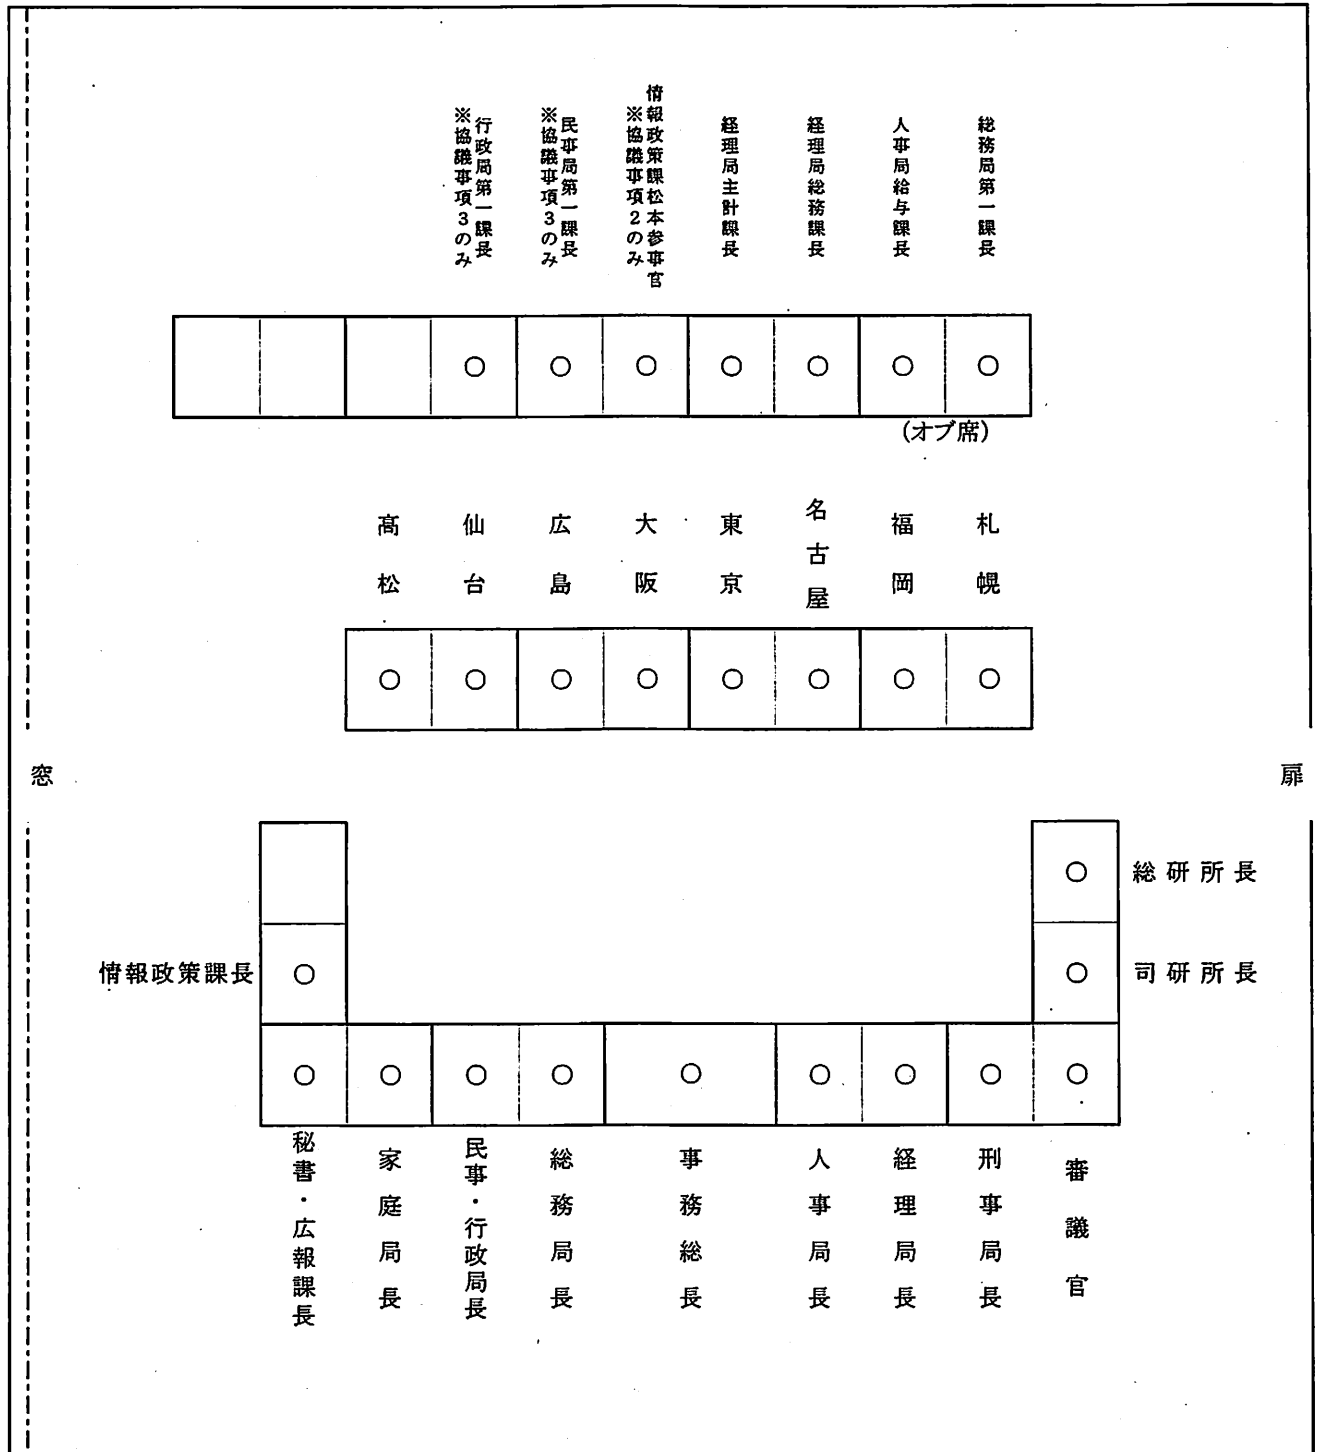 総務局第一課長
人事局給与課長
経理局総務課長
経理局主計課長
情報政策課松本参事官
※協議事項2のみ
民事局第一課長
※協議事項3のみ
行政局第一課長
※協議事項3のみ
(オブ席)
札幌
福岡
名古屋
東京
大阪
広島
仙台
高松
窓
扉
総研所長
情報政策課長
司研所長
審議官
刑事局長
経理局長
人事局長
事務総長
総務局長
民事・行政局長
家庭局長
秘書・広報課長